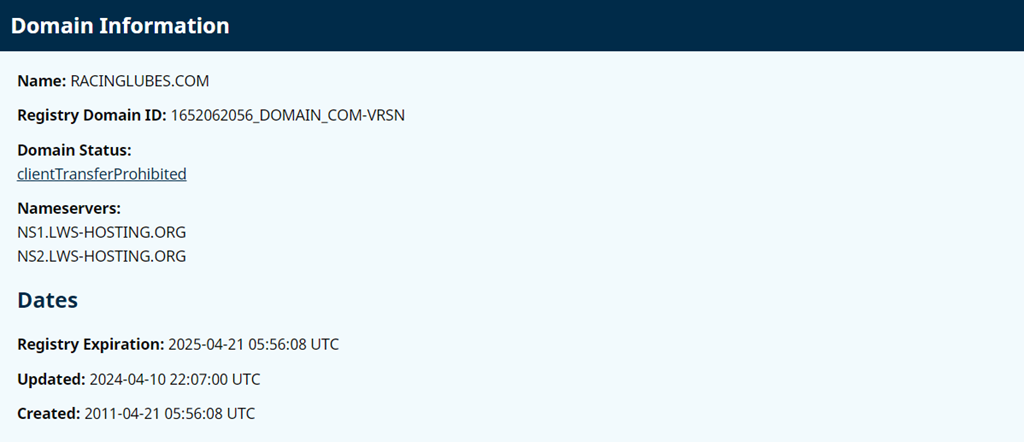 Domain Information
Name: RACINGLUBES.COM
Registry Domain ID: 1652062056_DOMAIN_COM-VRSN
Domain Status:
clientTransferProhibited
Nameservers:
NS1.LWS-HOSTING.ORG
NS2.LWS-HOSTING.ORG
Dates
Registry Expiration: 2025-04-21 05:56:08 UTC
Updated: 2024-04-10 22:07:00 UTC
Created: 2011-04-21 05:56:08 UTC